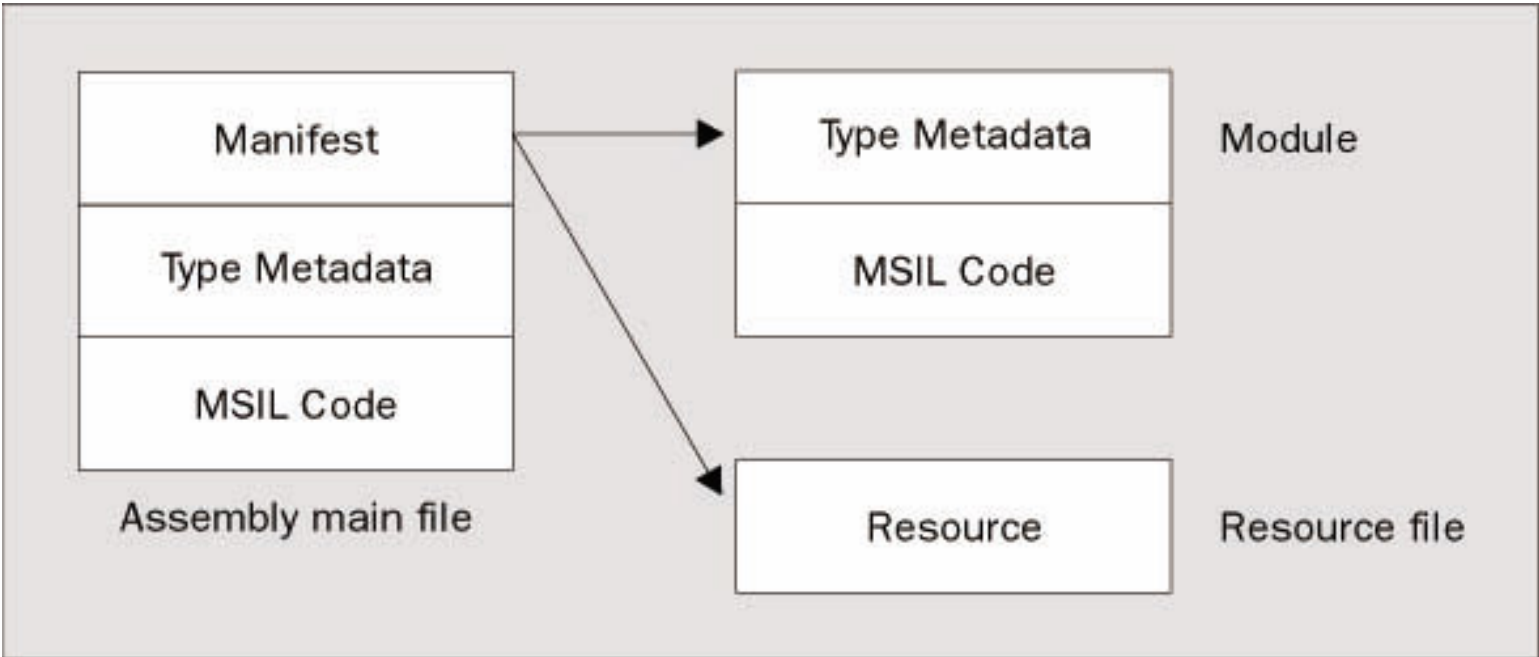 Manifest
Type Metadata
MSIL Code
Assembly main file
Type Metadata
MSIL Code
Module
Resource
Resource file